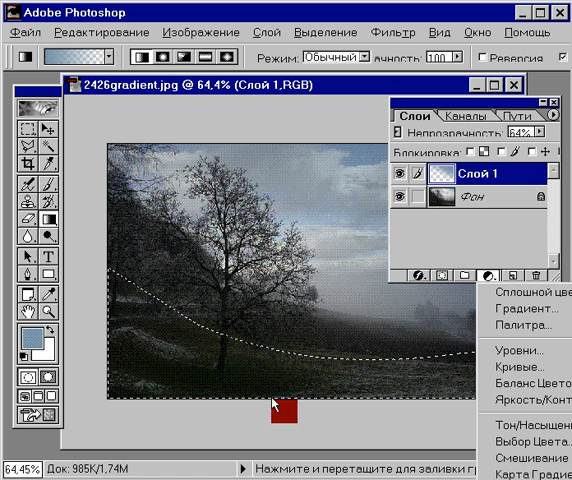 Adobe Photoshop
Файл Редактирование Изображение Слой Выделение Фильтр Вид Окно Помощь
Режим: Обычный ачность: 100 Реверсия
2426gradient.jpg @ 64,4% (Слой 1,RGB)
Слои Каналы Пути
Непрозрачность: 64%
Блокировка:
Слой 1
Фон
T
Сплошной цве
Градиент...
Палитра...
Уровни...
Кривые...
Баланс Цвето
Яркость/Конт
Тон/Насыщен
Выбор Цвета..
Смешивание
Карта Градие
64,45% Док: 985K/1,74M Нажмите и перетащите для заливки гр